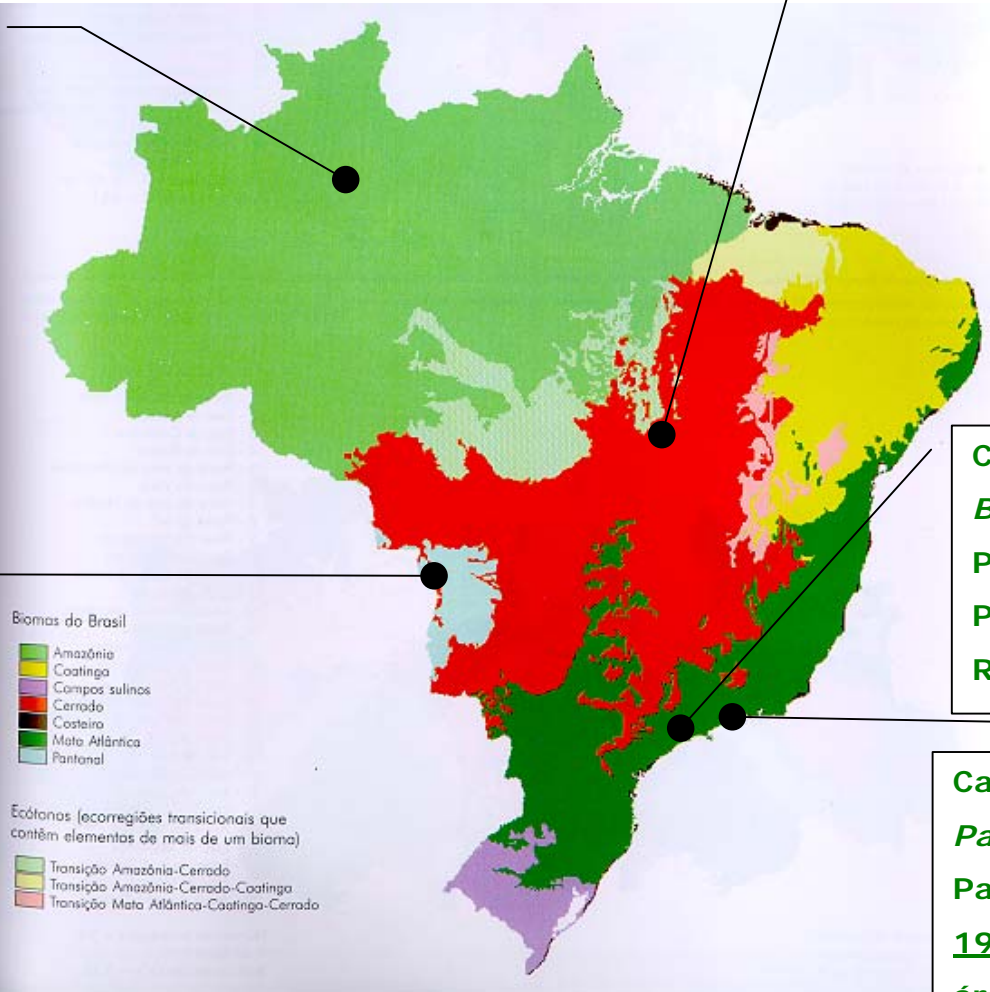 Biomas do Brasil
Amazônia
Caatinga
Campos sulinos
Cerrado
Costeiro
Mata Atlântica
Pantanal
Ecótonos (ecorregiões transicionais que
contêm elementos de mais de um bioma)
Transição Amazônia-Cerrado
Transição Amazônia-Cerrado-Caatinga
Transição Mata Atlântica-Caatinga-Cerrado
C
B
P
P
R
Ca
Pa
Pa
19